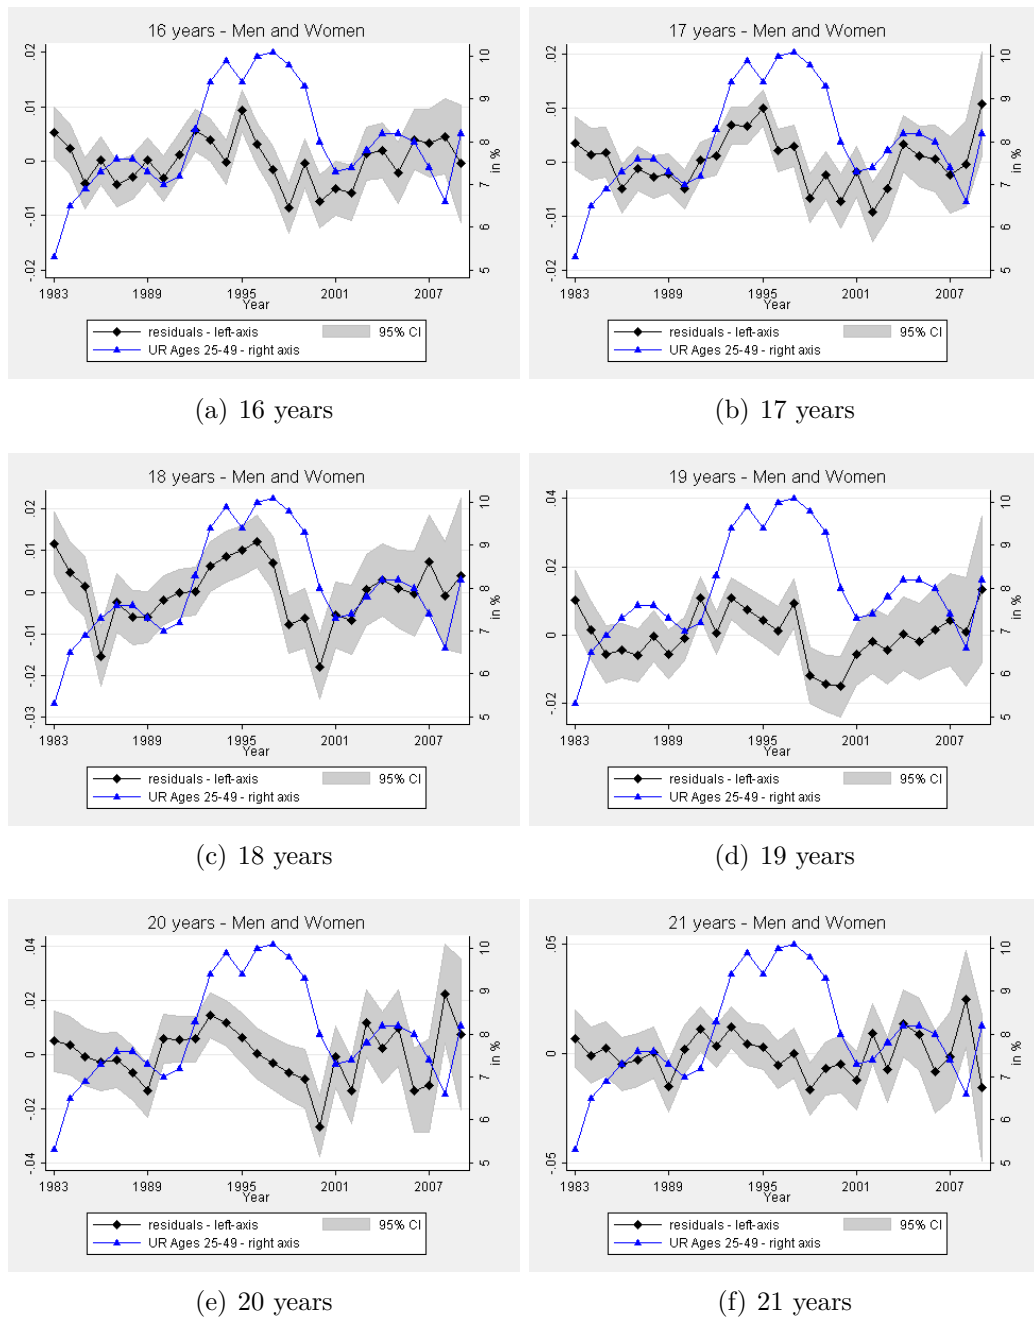 16 years - Men and Women
.02
.01
0
-.01
-.02
10
9
8
7
6
5
in %
1983 1989 1995 2001 2007
Year
residuals - left-axis 95% CI
UR Ages 25-49 - right axis
(a) 16 years
17 years - Men and Women
.02
.01
0
-.01
-.02
10
9
8
7
6
5
in %
1983 1989 1995 2001 2007
Year
residuals - left-axis 95% CI
UR Ages 25-49 - right axis
(b) 17 years
18 years - Men and Women
.02
.01
0
-.01
-.02
-.03
10
9
8
7
6
5
in %
1983 1989 1995 2001 2007
Year
residuals - left-axis 95% CI
UR Ages 25-49 - right axis
(c) 18 years
19 years - Men and Women
.04
.02
0
-.02
10
9
8
7
6
5
in %
1983 1989 1995 2001 2007
Year
residuals - left-axis 95% CI
UR Ages 25-49 - right axis
(d) 19 years
20 years - Men and Women
.04
.02
0
-.02
-.04
10
9
8
7
6
5
in %
1983 1989 1995 2001 2007
Year
residuals - left-axis 95% CI
UR Ages 25-49 - right axis
(e) 20 years
21 years - Men and Women
.05
0
-.05
10
9
8
7
6
5
in %
1983 1989 1995 2001 2007
Year
residuals - left-axis 95% CI
UR Ages 25-49 - right axis
(f) 21 years